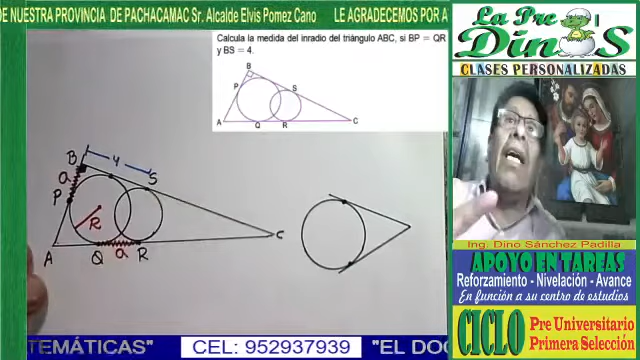 DE NUESTRA PROVINCIA DE PACHACAMAC Sr. Alcalde Elvis Pomez Cano LE AGRADECEMOS POR A
La Pre
DinoS
CLASES PERSONALIZADAS
Calcula la medida del inradio del triángulo ABC, si BP = QR
y BS = 4.
B
P
S
A
Q
R
C
B
4
a
S
P
R
A
Q
a
R
C
Ing. Dino Sánchez Padilla
APOYO EN TAREAS
Reforzamiento - Nivelación - Avance
En función a su centro de estudios
CICLO
Pre Universitario
Primera Selección
TEMÁTICAS" CEL: 952937939 "EL DOC